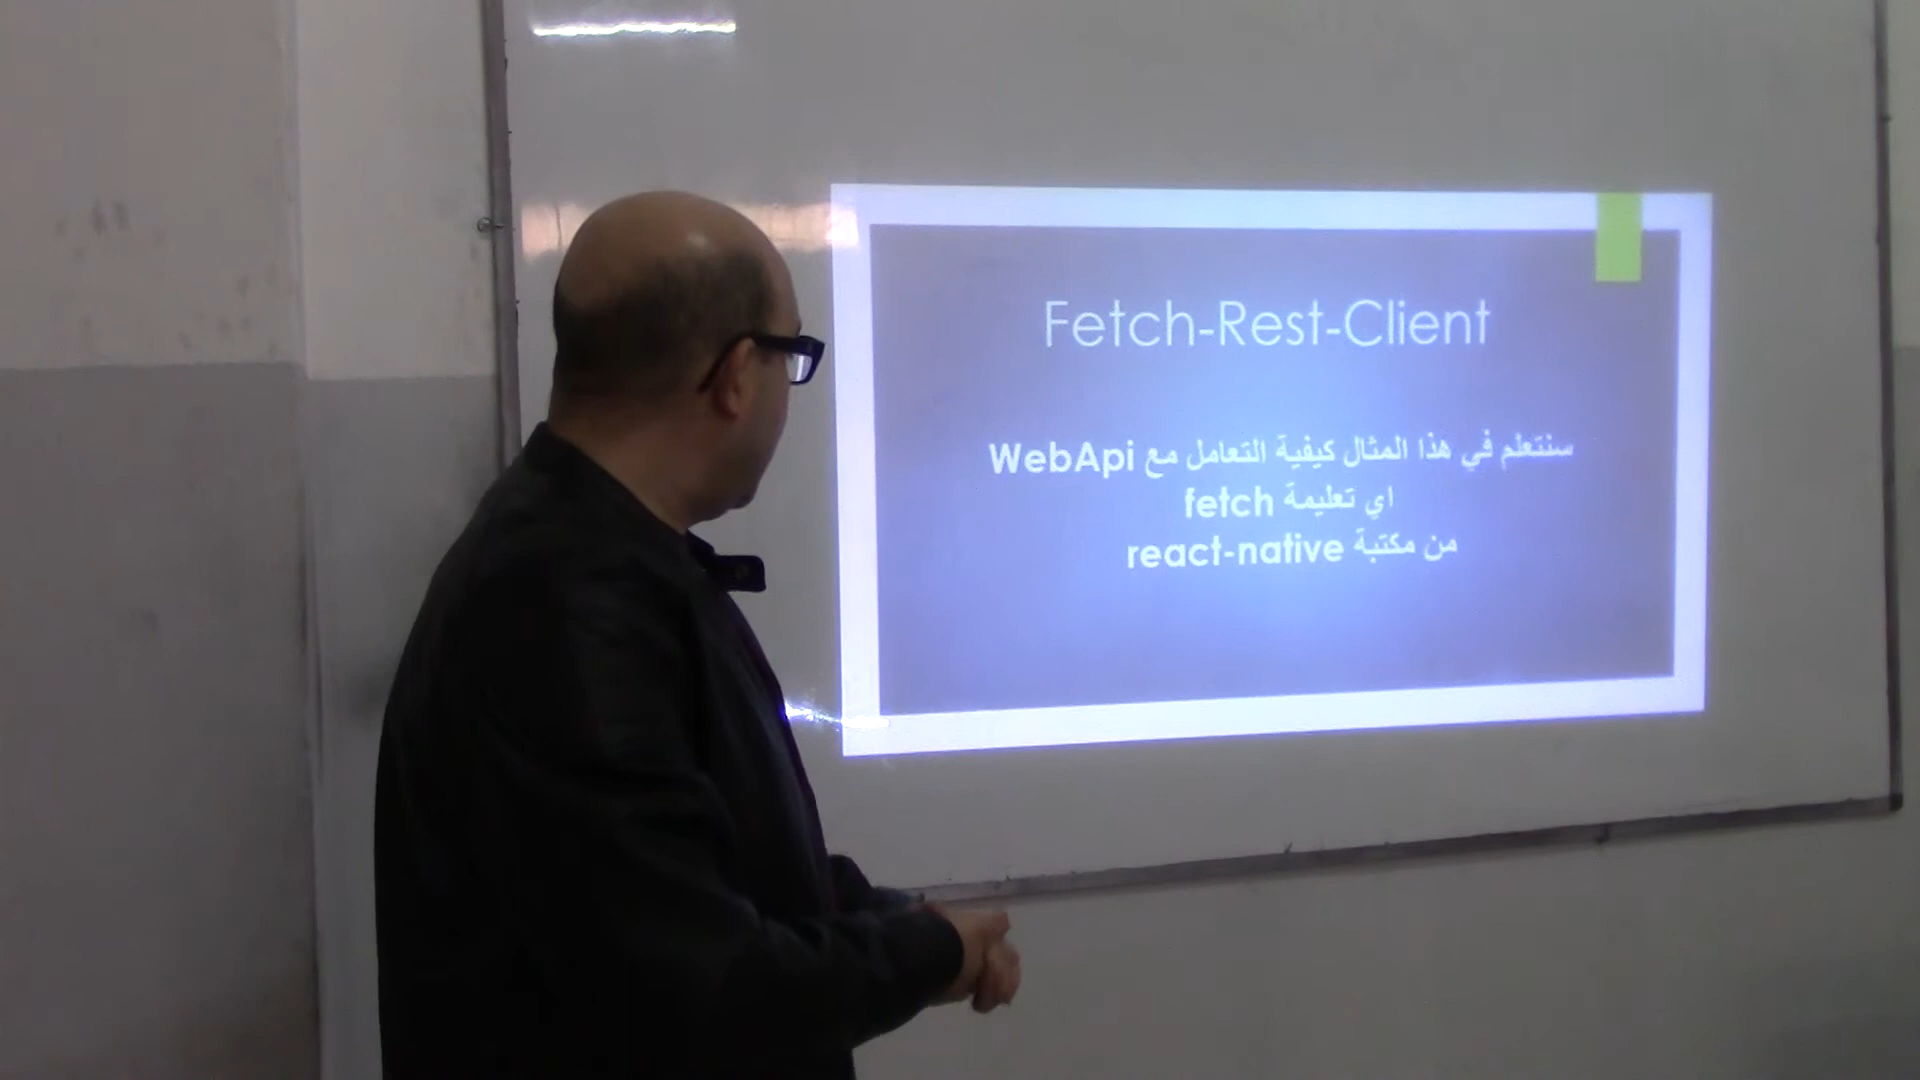 Fetch-Rest-Client
سنتعلم في هذا المثال كيفية التعامل مع WebApi
اي تعليمة fetch
من مكتبة react-native